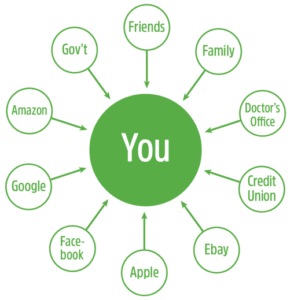 Friends
Family
Doctor's
Office
Credit
Union
Ebay
Apple
Face-
book
Google
Amazon
Gov't
You